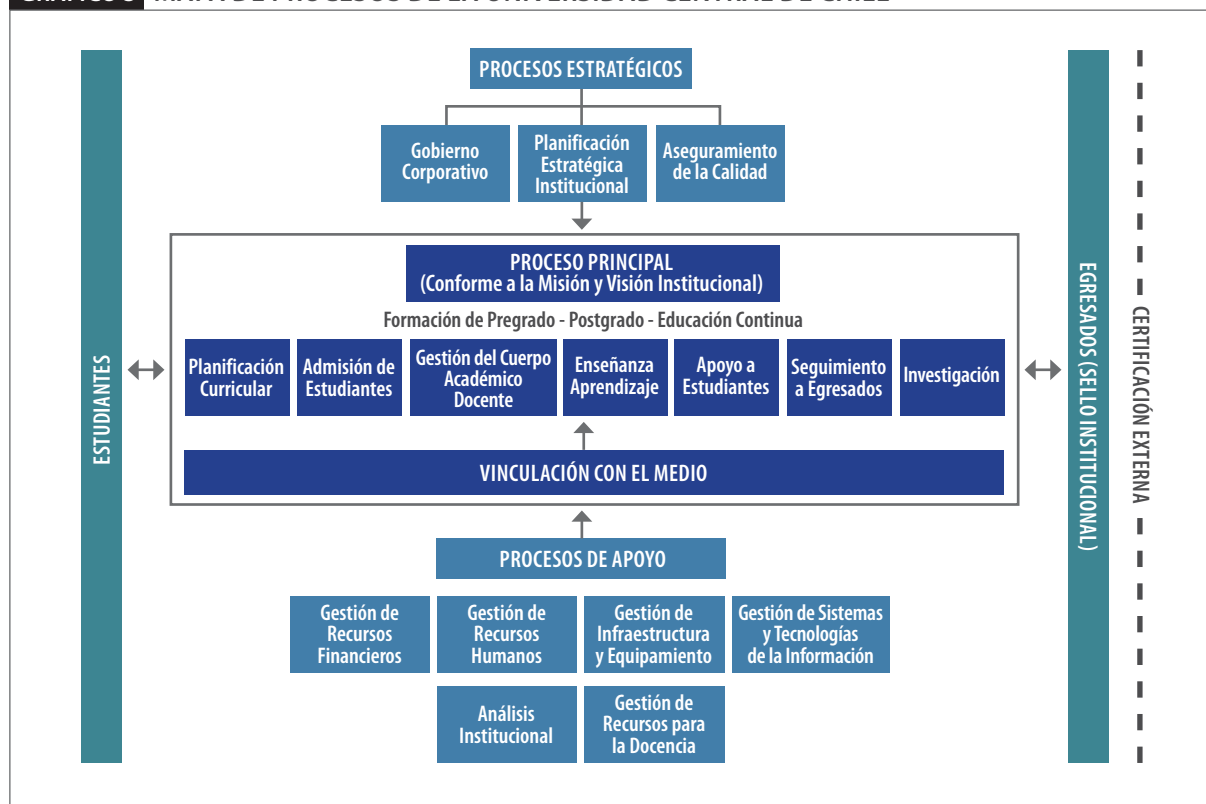 PROCESOS ESTRATÉGICOS
Gobierno
Corporativo
Planificación
Estratégica
Institucional
Aseguramiento
de la Calidad
ESTUDIANTES
PROCESO PRINCIPAL
(Conforme a la Misión y Visión Institucional)
Formación de Pregrado - Postgrado - Educación Continua
Planificación
Curricular
Admisión de
Estudiantes
Gestión del Cuerpo
Académico
Docente
Enseñanza
Aprendizaje
Apoyo a
Estudiantes
Seguimiento
a Egresados
Investigación
VINCULACIÓN CON EL MEDIO
EGRESADOS (SELLO INSTITUCIONAL)
CERTIFICACIÓN EXTERNA
PROCESOS DE APOYO
Gestión de
Recursos
Financieros
Gestión de
Recursos
Humanos
Gestión de
Infraestructura
y Equipamiento
Gestión de Sistemas
y Tecnologías
de la Información
Análisis
Institucional
Gestión de
Recursos para
la Docencia